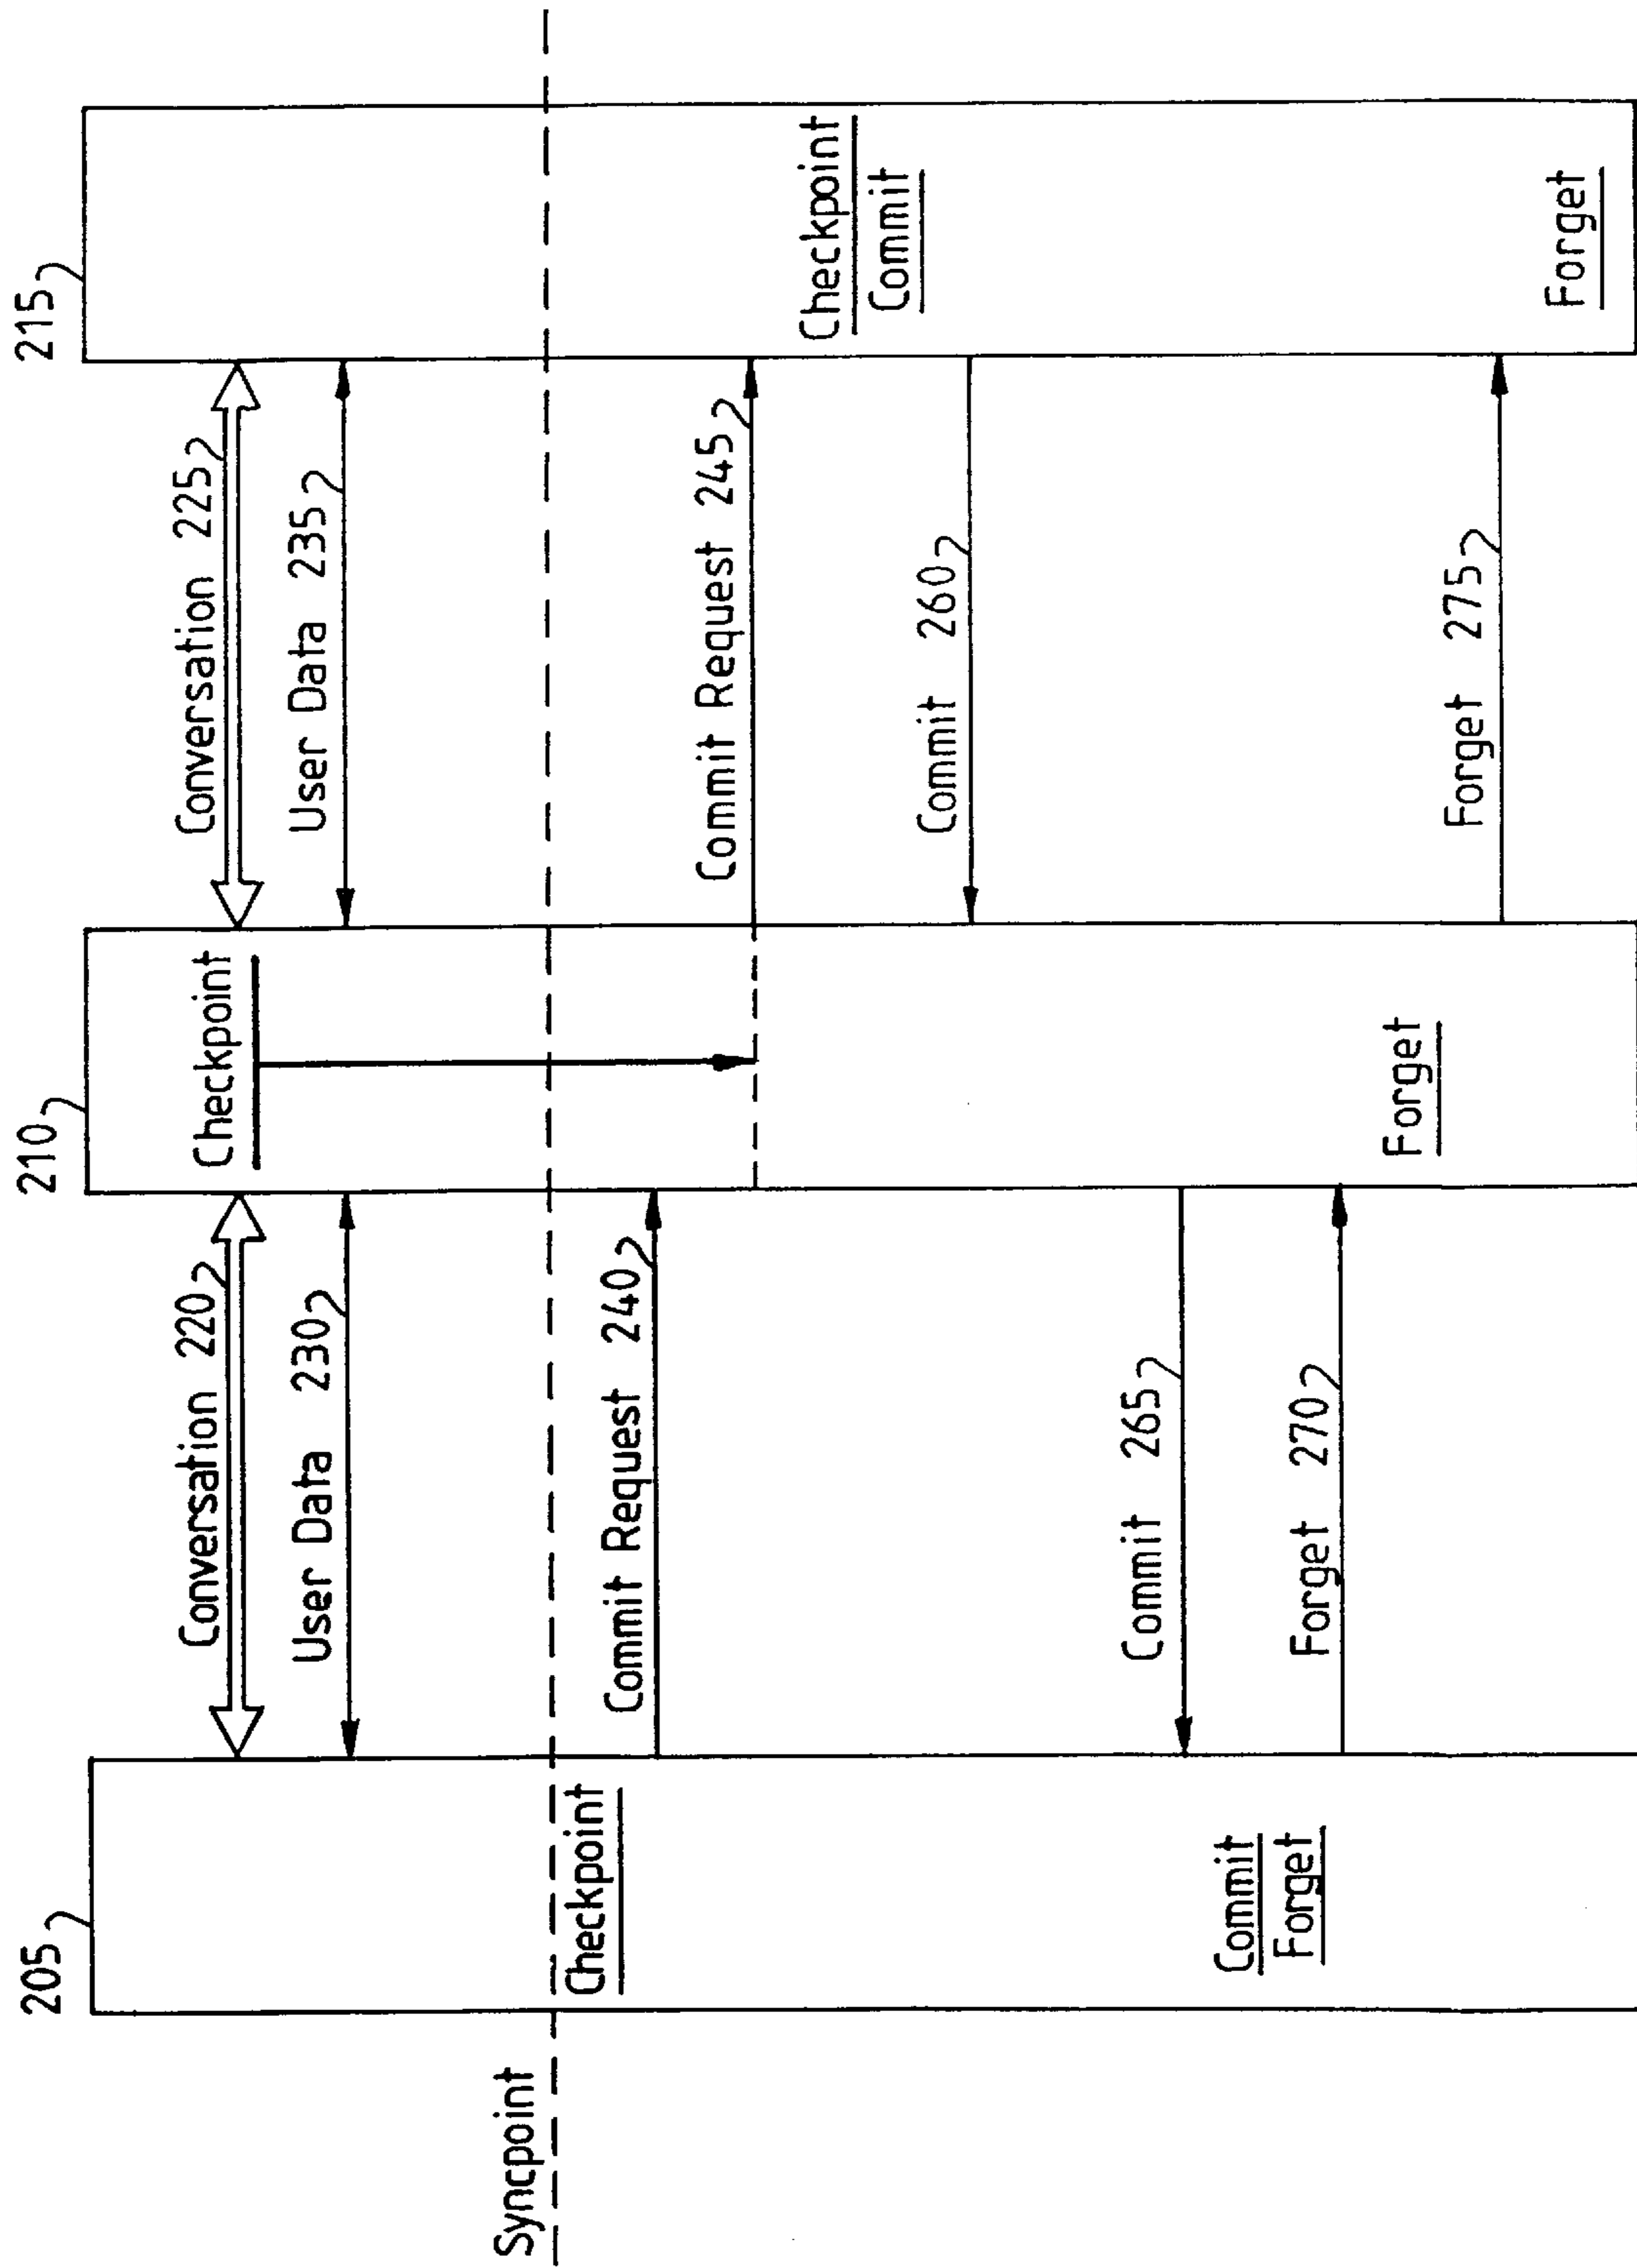 205
210
215
Conversation 220
Checkpoint
Conversation 225
User Data 230
User Data 235
Syncpoint
Checkpoint
Commit Request 240
Commit Request 245
Checkpoint
Commit
Commit 260
Commit 265
Commit
Forget
Forget 270
Forget
Forget 275
Forget